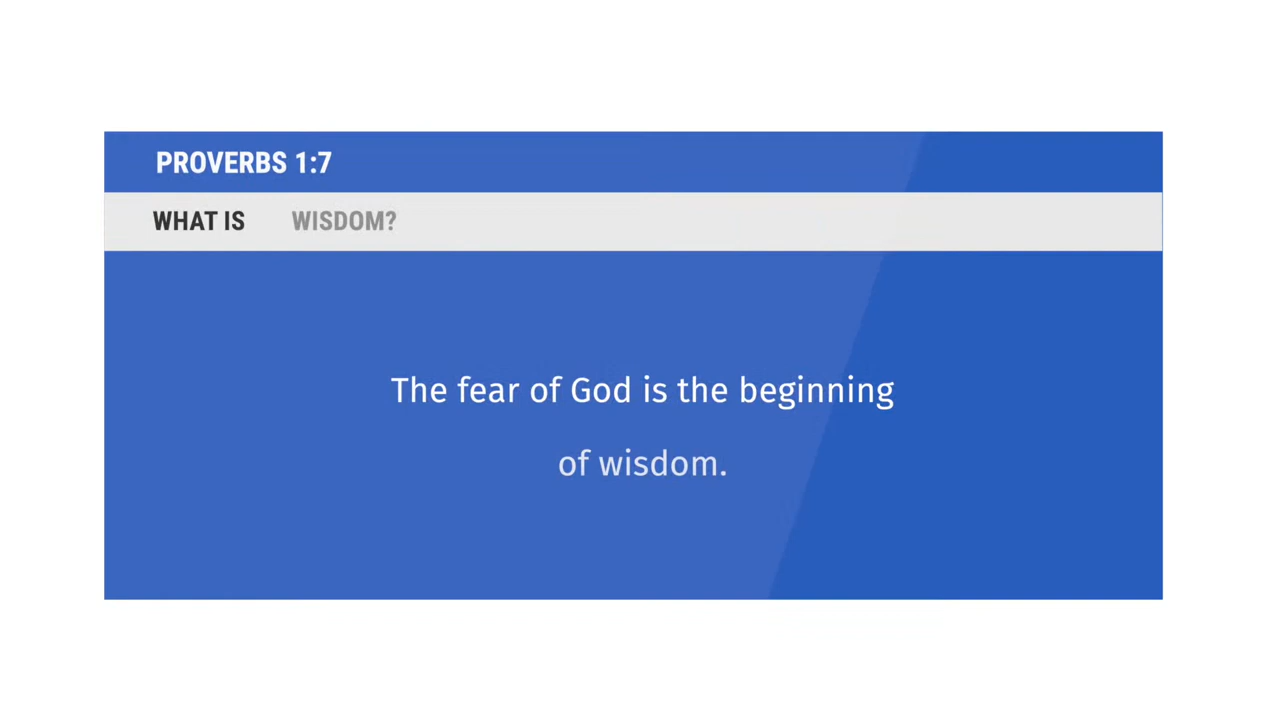 PROVERBS 1:7
WHAT IS WISDOM?
The fear of God is the beginning
of wisdom.